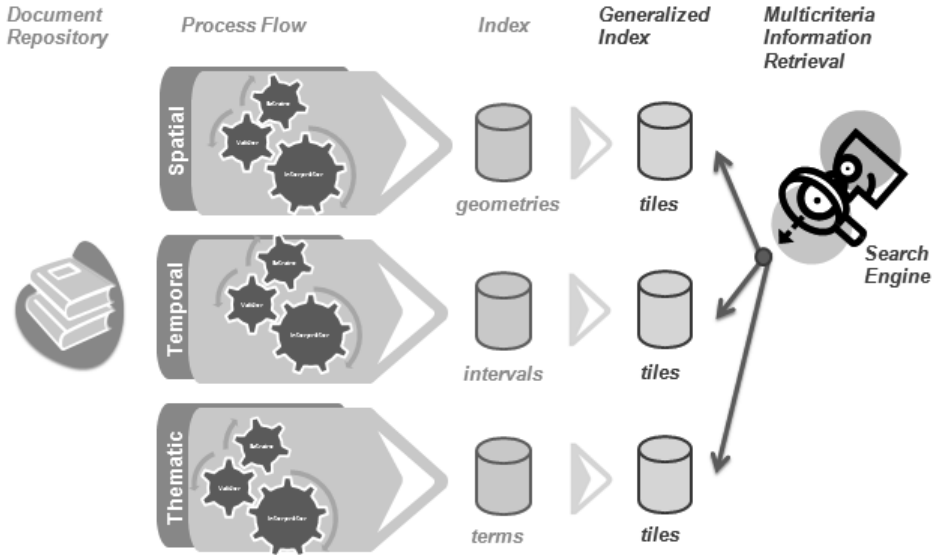 Document
Repository
Process Flow
Index
Generalized
Index
Multicriteria
Information
Retrieval
Spatial
geometries
tiles
Search
Engine
Temporal
intervals
tiles
Thematic
terms
tiles